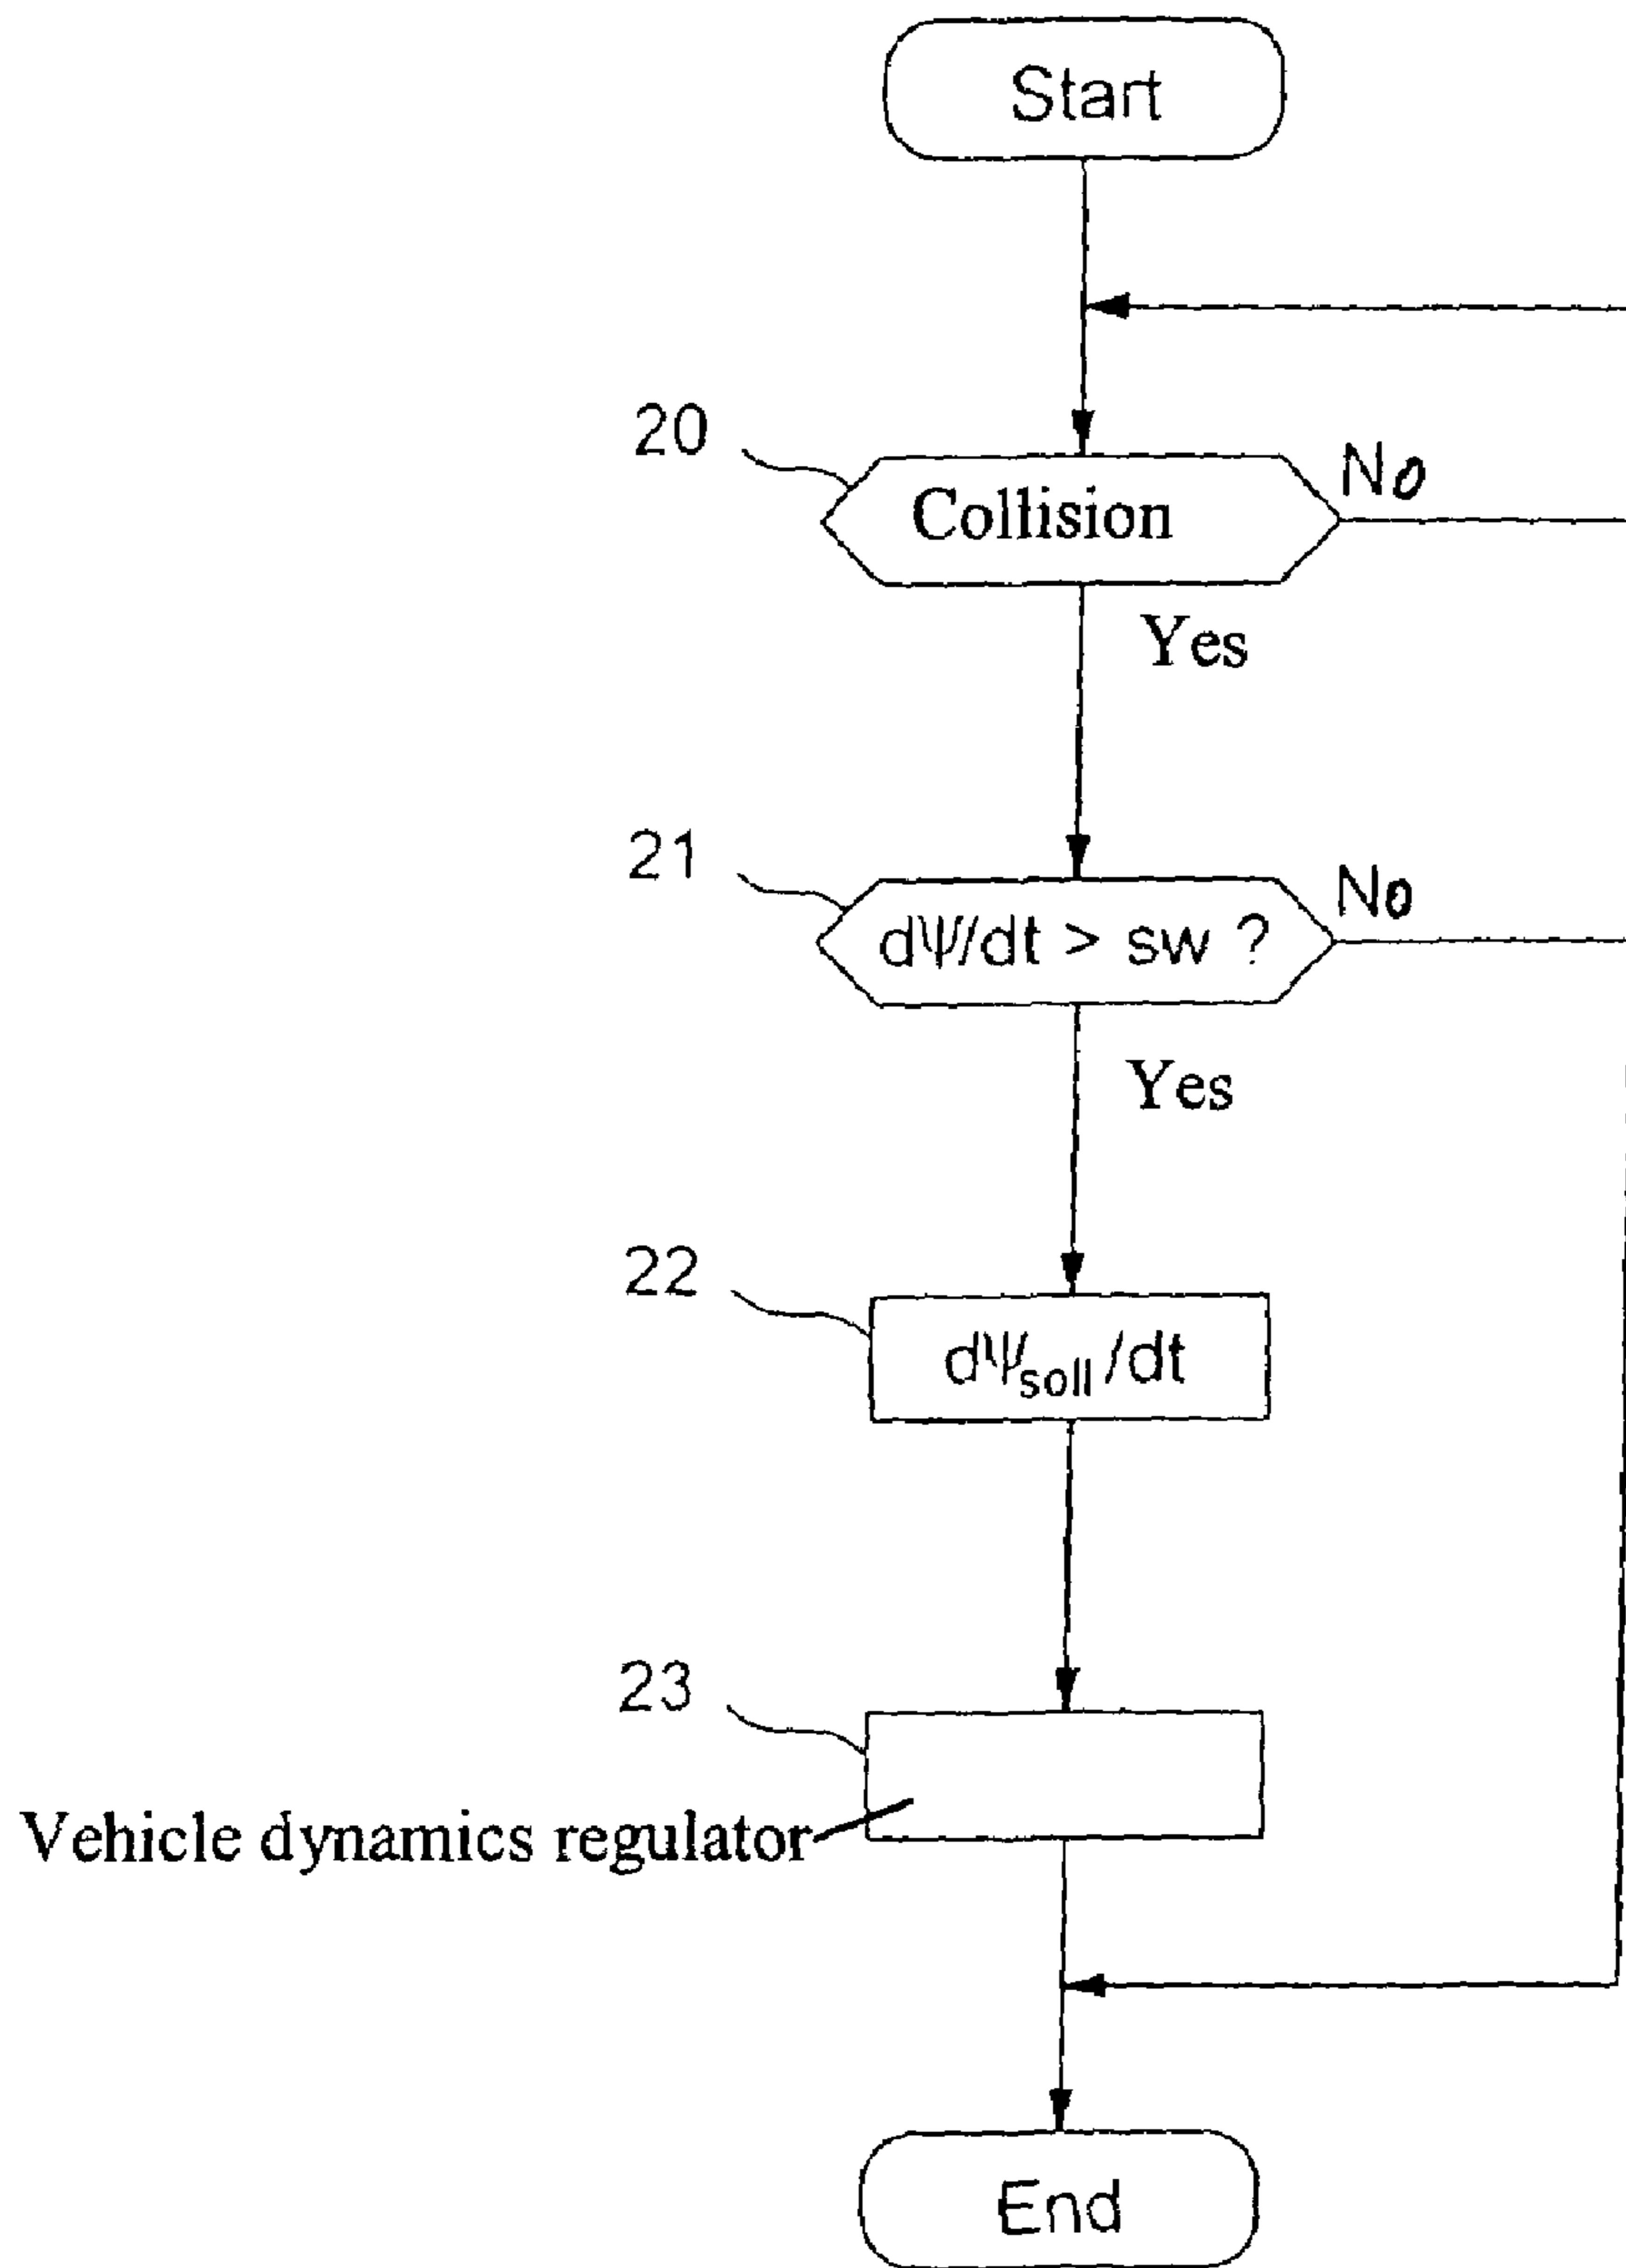 Start
20
Collision
No
Yes
21
dΨ/dt > sw ?
No
Yes
22
dΨsoll /dt
23
Vehicle dynamics regulator
End